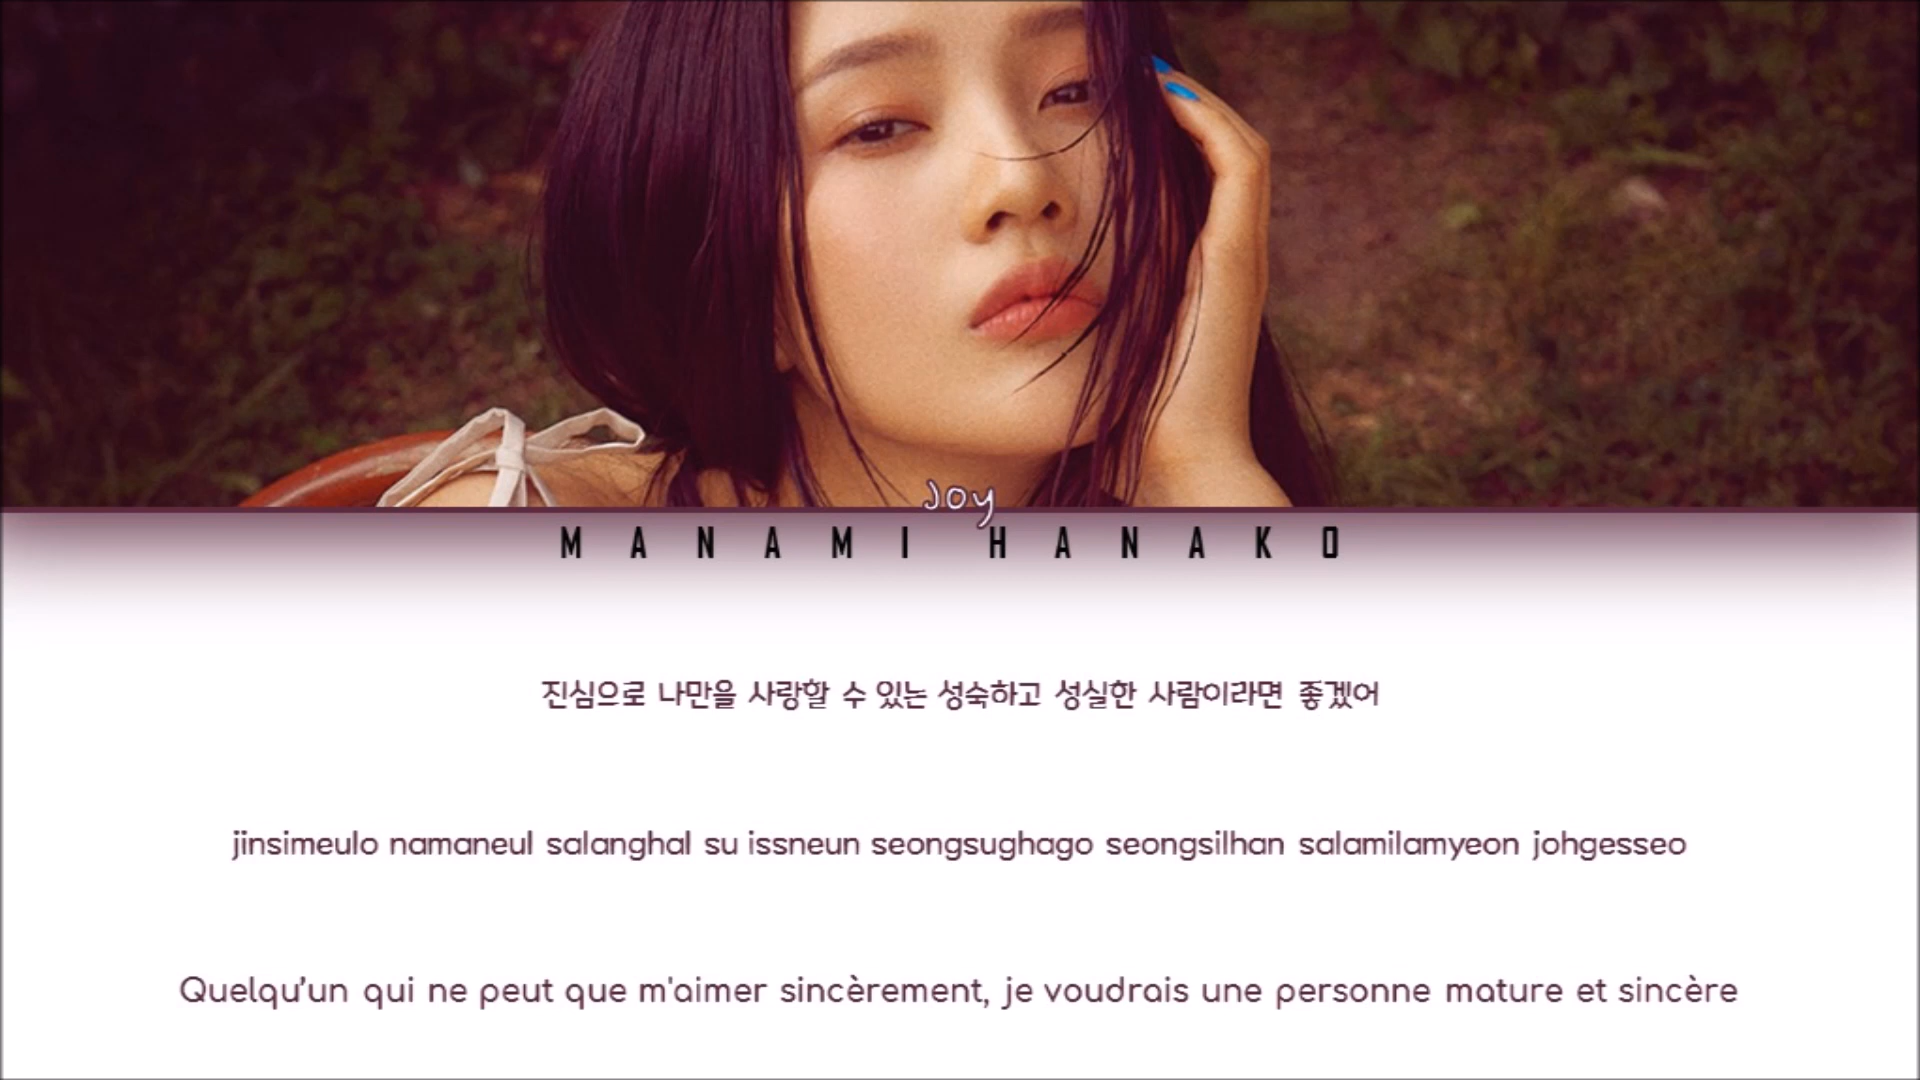 Joy
MANAMI HANAKO
진심으로 나만을 사랑할 수 있는 성숙하고 성실한 사람이라면 좋겠어
jinsimeulo namaneul salanghal su issneun seongsughago seongsilhan salamilamyeon johgesseo
Quelqu'un qui ne peut que m'aimer sincèrement, je voudrais une personne mature et sincère